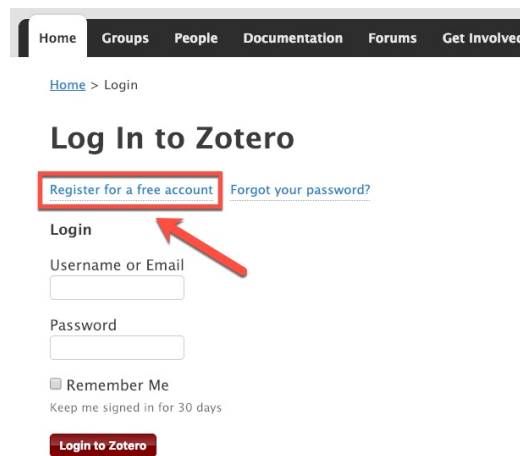 Home Groups People Documentation Forums Get Involved
Home > Login
Log In to Zotero
Register for a free account Forgot your password?
Login
Username or Email
Password
Remember Me
Keep me signed in for 30 days
Login to Zotero